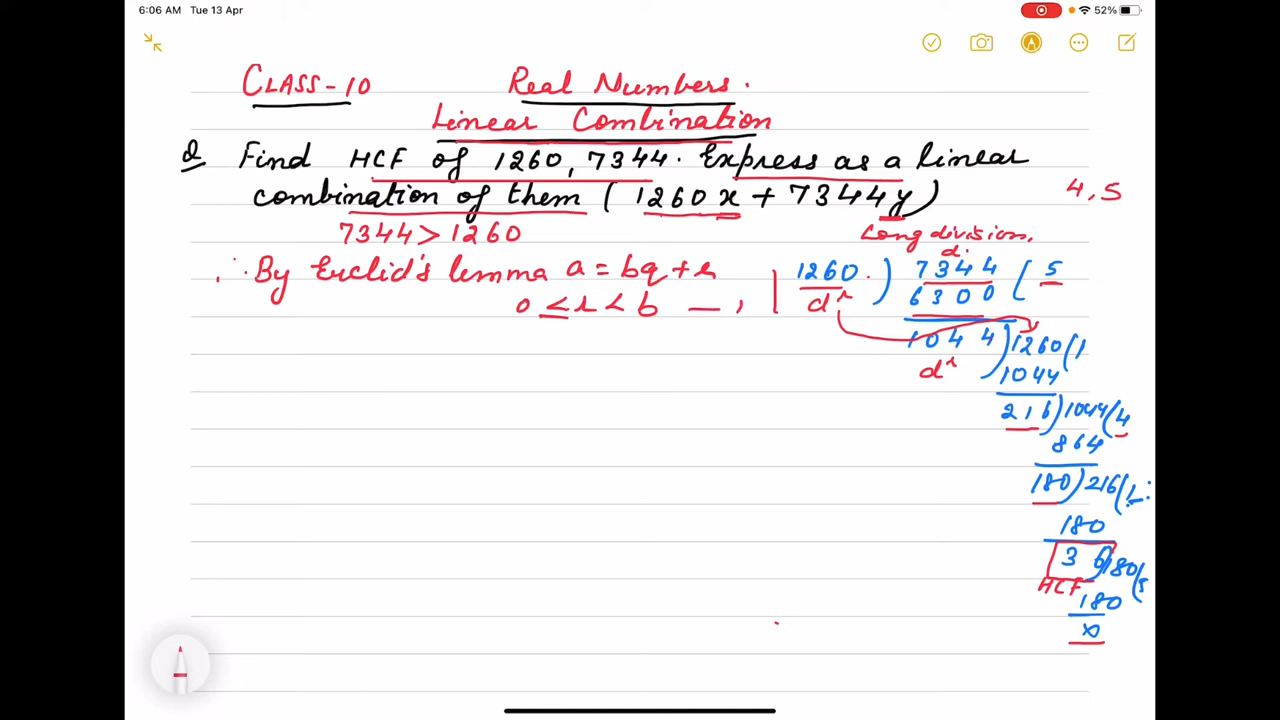 6:06 AM Tue 13 Apr
52%
CLASS-10 Real Numbers.
Linear Combination
Q Find HCF of 1260, 7344. Express as a linear
combination of them (1260x + 7344y)
4,5
7344 > 1260
Long division.
∴ By Euclid's lemma a = bq + r
0 ≤ r < b — ,
d.
1260.) 7344 (5
dʳ 6300
1044)1260(1
dʳ 1044
216)1044(4
864
180)216(1
180
36)180(5
HCF
180
x